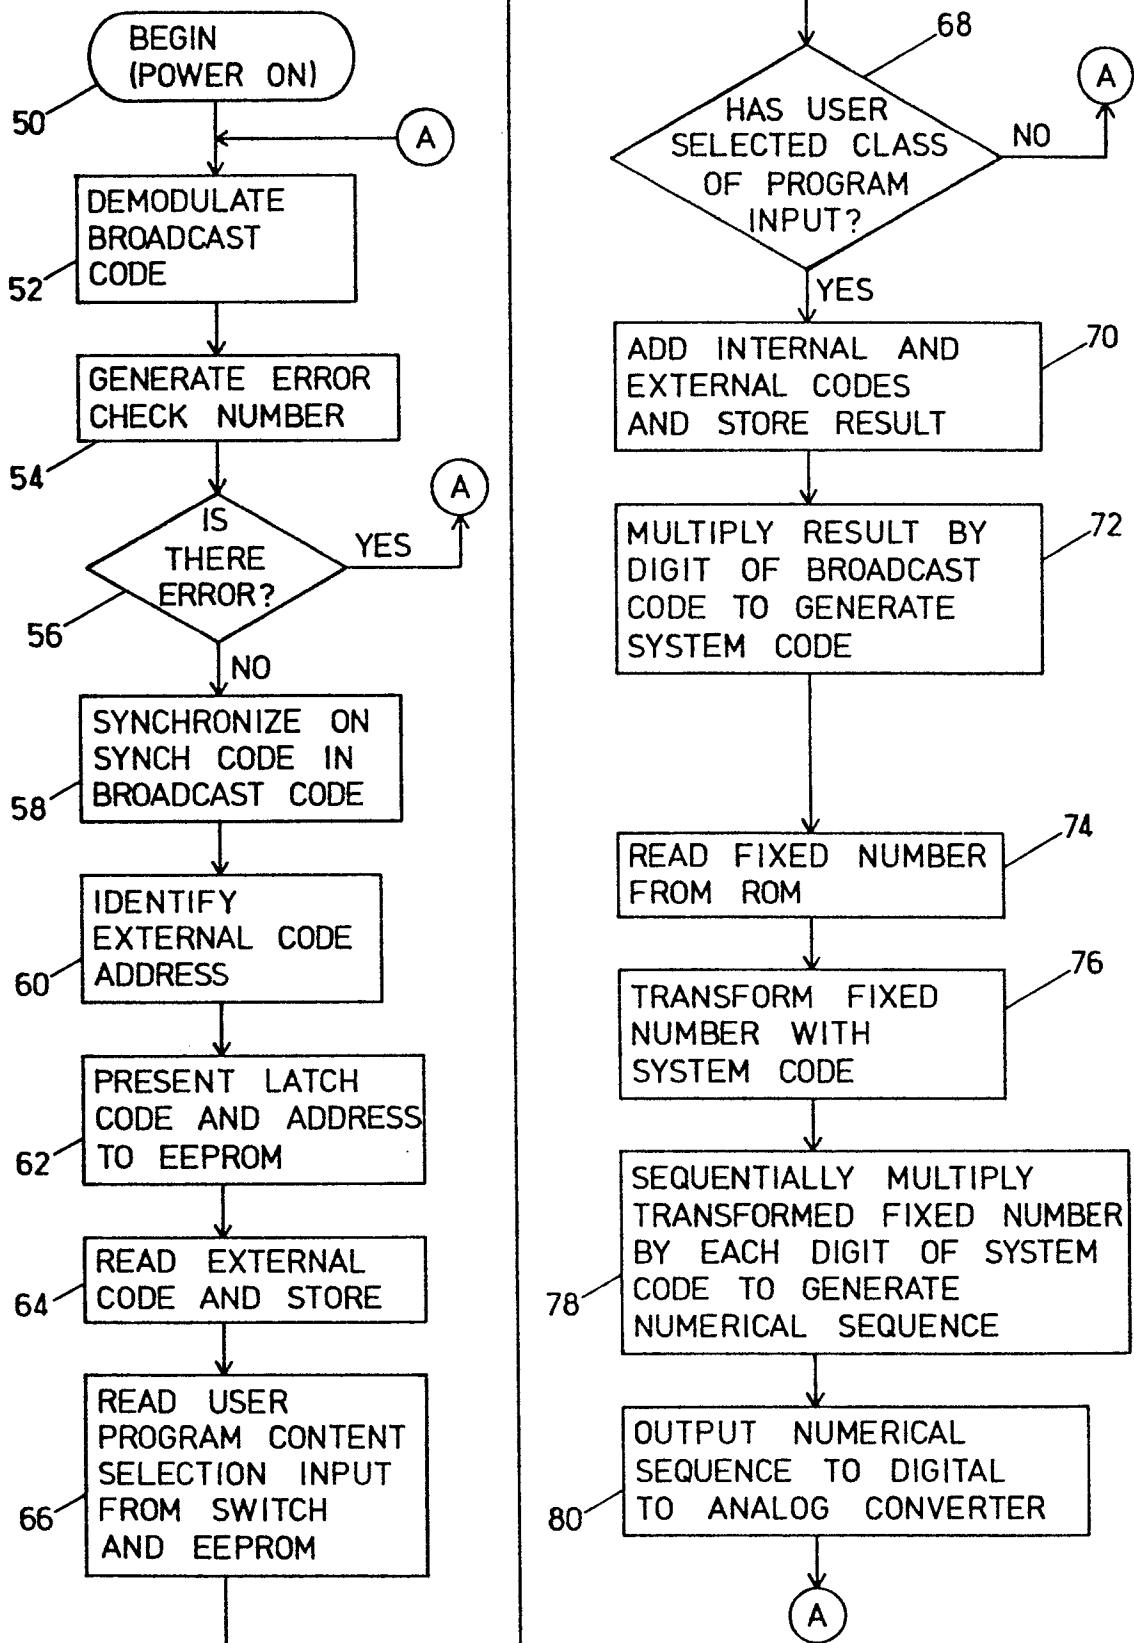 BEGIN
(POWER ON)
50
A
DEMODULATE
BROADCAST
CODE
52
GENERATE ERROR
CHECK NUMBER
54
A
IS
THERE
ERROR?
YES
56
NO
SYNCHRONIZE ON
SYNCH CODE IN
BROADCAST CODE
58
IDENTIFY
EXTERNAL CODE
ADDRESS
60
PRESENT LATCH
CODE AND ADDRESS
TO EEPROM
62
READ EXTERNAL
CODE AND STORE
64
READ USER
PROGRAM CONTENT
SELECTION INPUT
FROM SWITCH
AND EEPROM
66
68
A
HAS USER
SELECTED CLASS
OF PROGRAM
INPUT?
NO
YES
ADD INTERNAL AND
EXTERNAL CODES
AND STORE RESULT
70
MULTIPLY RESULT BY
DIGIT OF BROADCAST
CODE TO GENERATE
SYSTEM CODE
72
READ FIXED NUMBER
FROM ROM
74
TRANSFORM FIXED
NUMBER WITH
SYSTEM CODE
76
SEQUENTIALLY MULTIPLY
TRANSFORMED FIXED NUMBER
BY EACH DIGIT OF SYSTEM
CODE TO GENERATE
NUMERICAL SEQUENCE
78
OUTPUT NUMERICAL
SEQUENCE TO DIGITAL
TO ANALOG CONVERTER
80
A